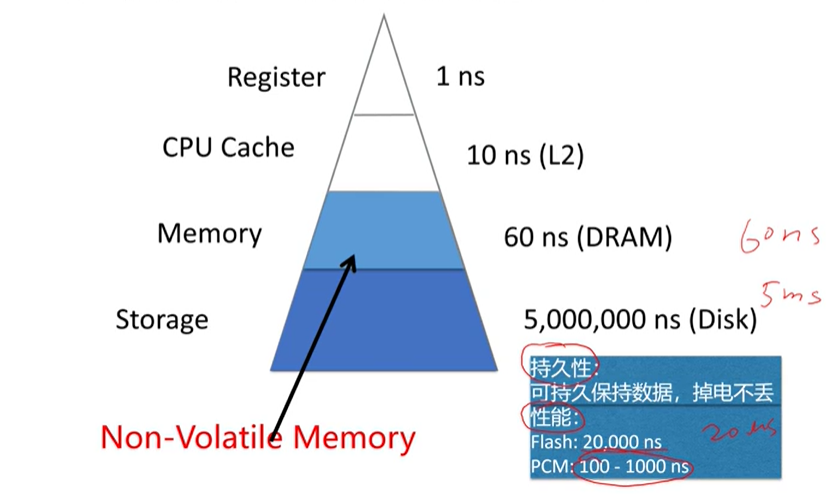 Register
1 ns
CPU Cache
10 ns (L2)
Memory
60 ns (DRAM)
60ns
5ms
Storage
5,000,000 ns (Disk)
持久性:
可持久保持数据，掉电不丢
性能:
Flash: 20.000 ns
20 us
PCM: 100 - 1000 ns
Non-Volatile Memory